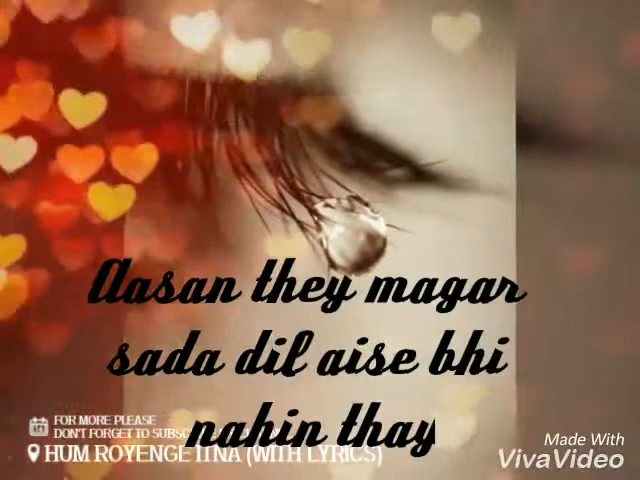 Aasan they magar
sada dil aise bhi
nahin thay
FOR MORE PLEASE
DON'T FORGET TO
HUM ROYENGE ITNA (WITH LYRICS)
Made With
VivaVideo